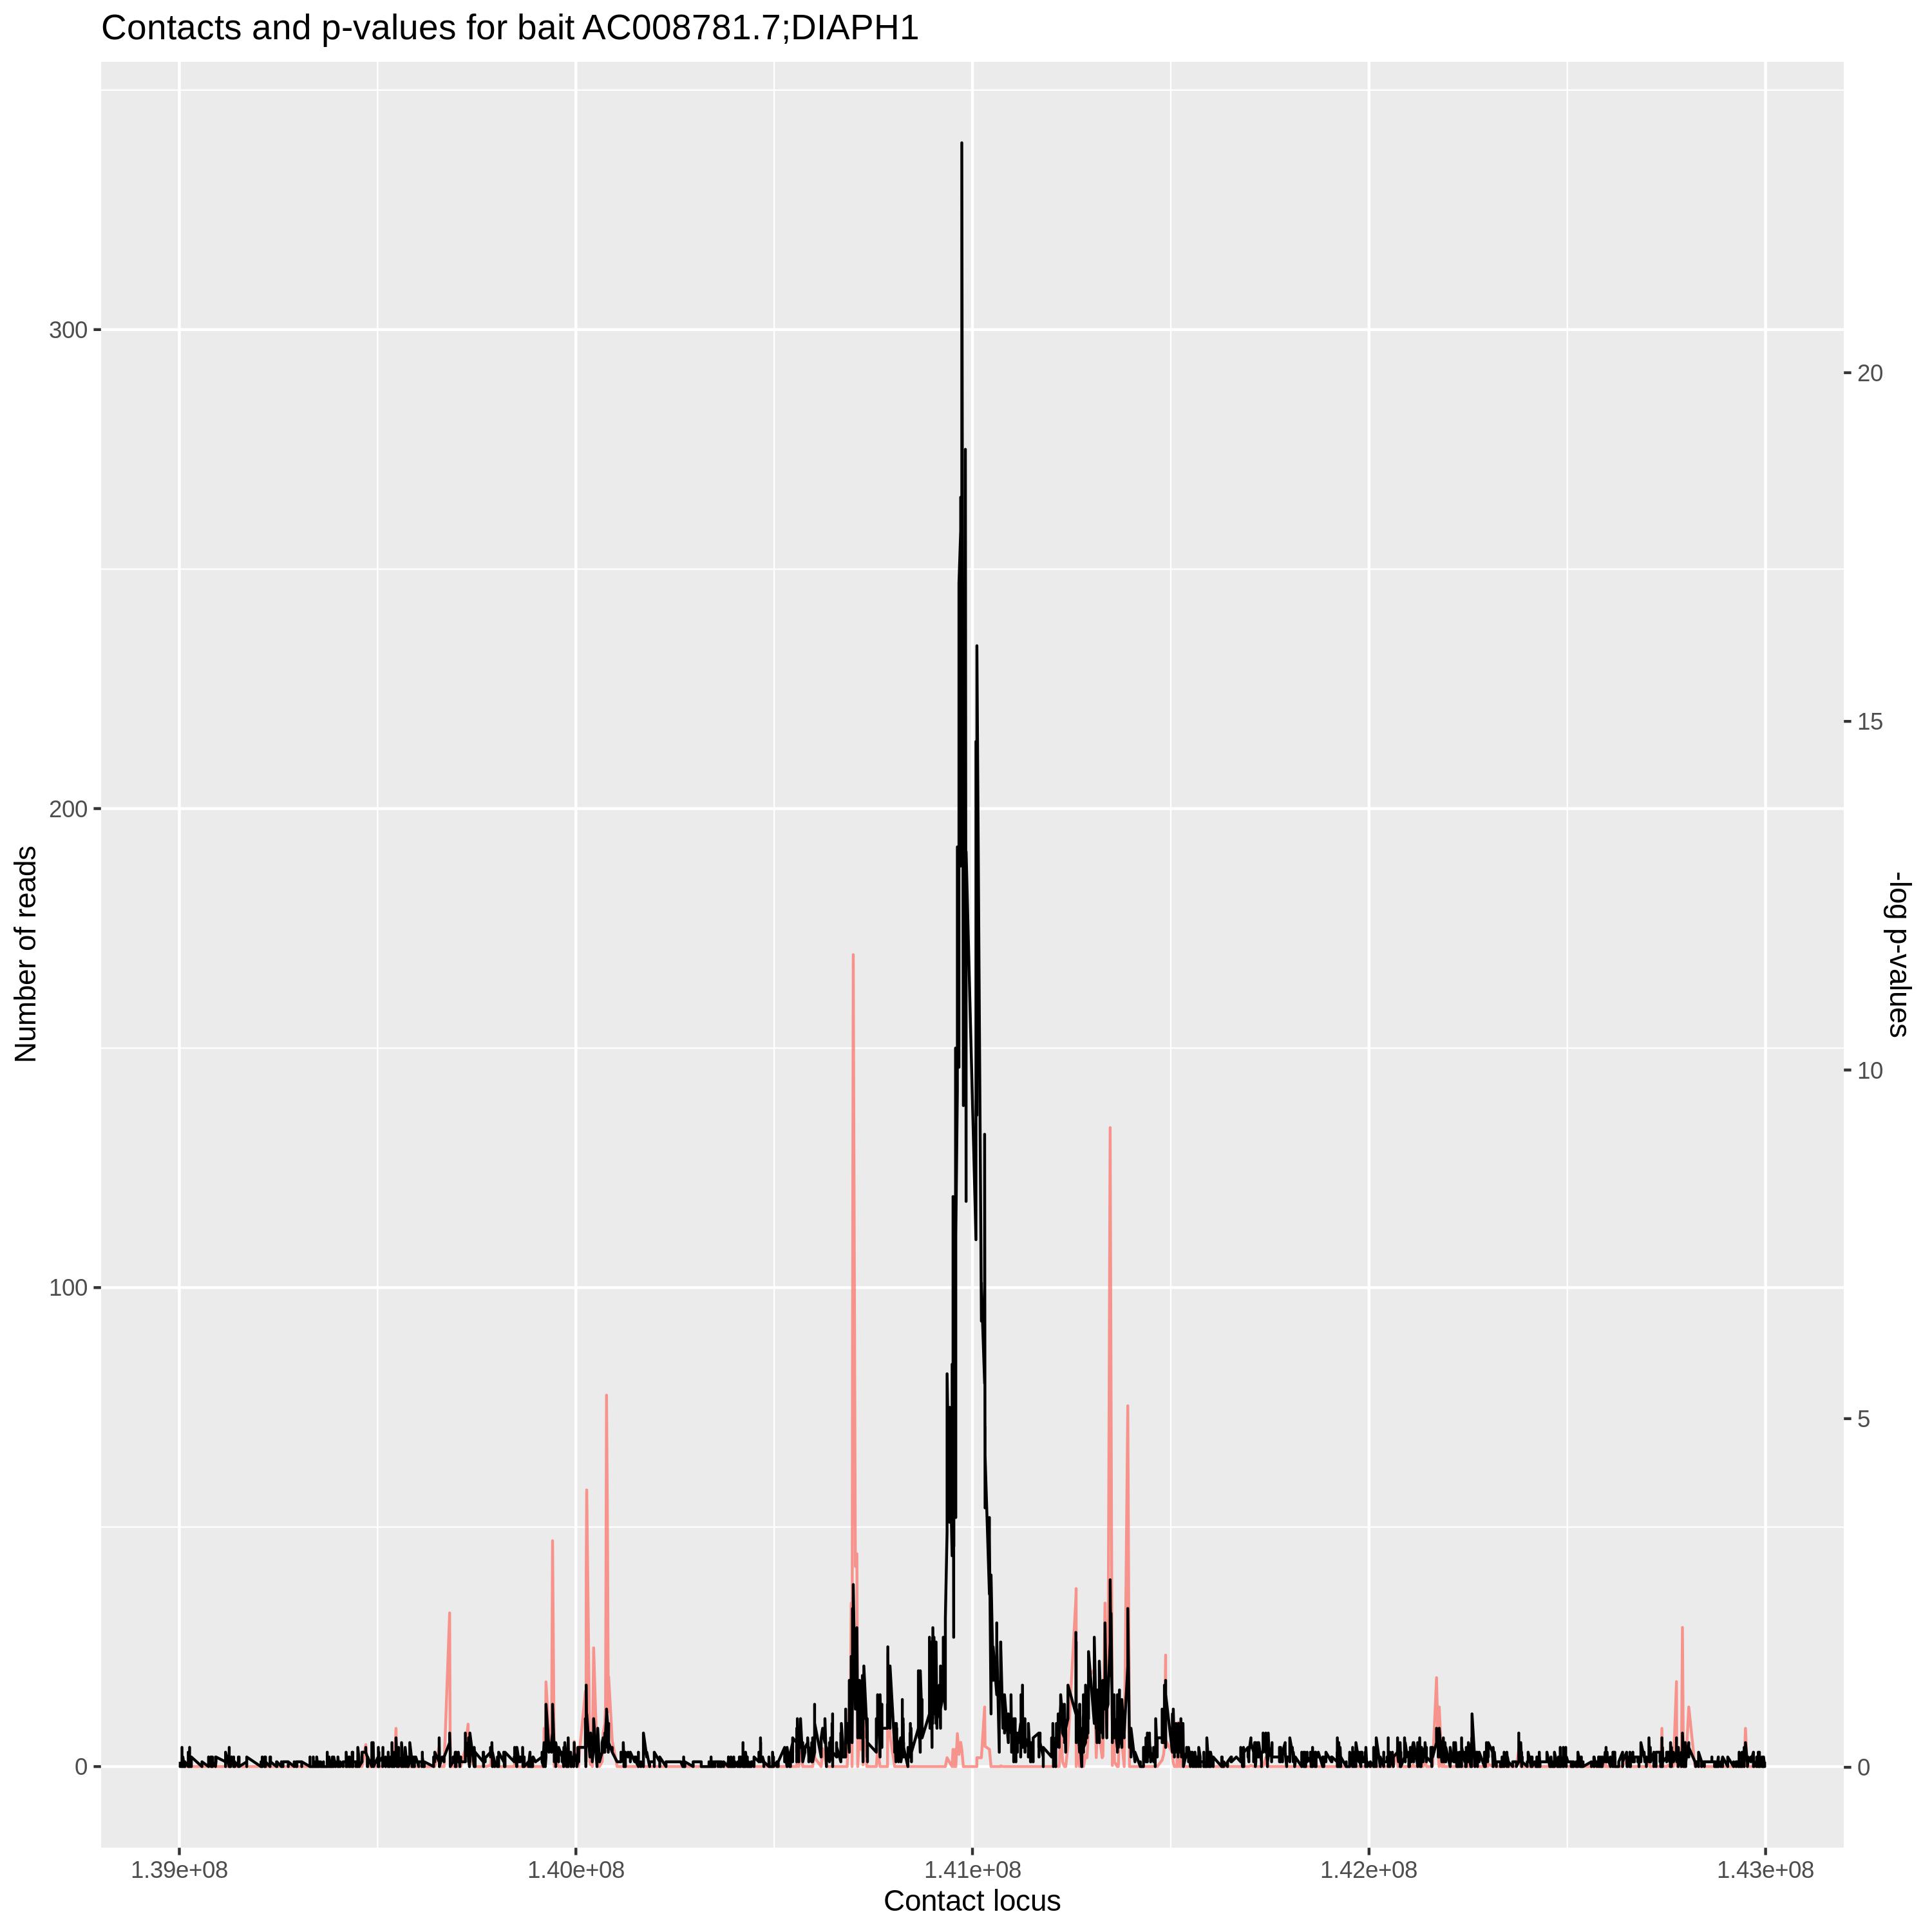 Contacts and p-values for bait AC008781.7;DIAPH1
Number of reads
300
200
100
0
20
15
10
5
0
-log p-values
1.39e+08
1.40e+08
1.41e+08
1.42e+08
1.43e+08
Contact locus